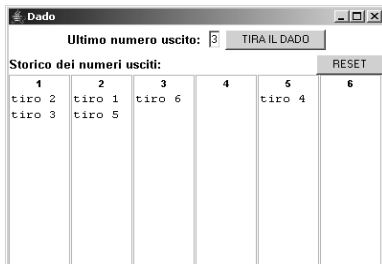 Dado
Ultimo numero uscito: 3 TIRA IL DADO
Storico dei numeri usciti: RESET
1 2 3 4 5 6
tiro 2 tiro 1 tiro 6 tiro 4
tiro 3 tiro 5